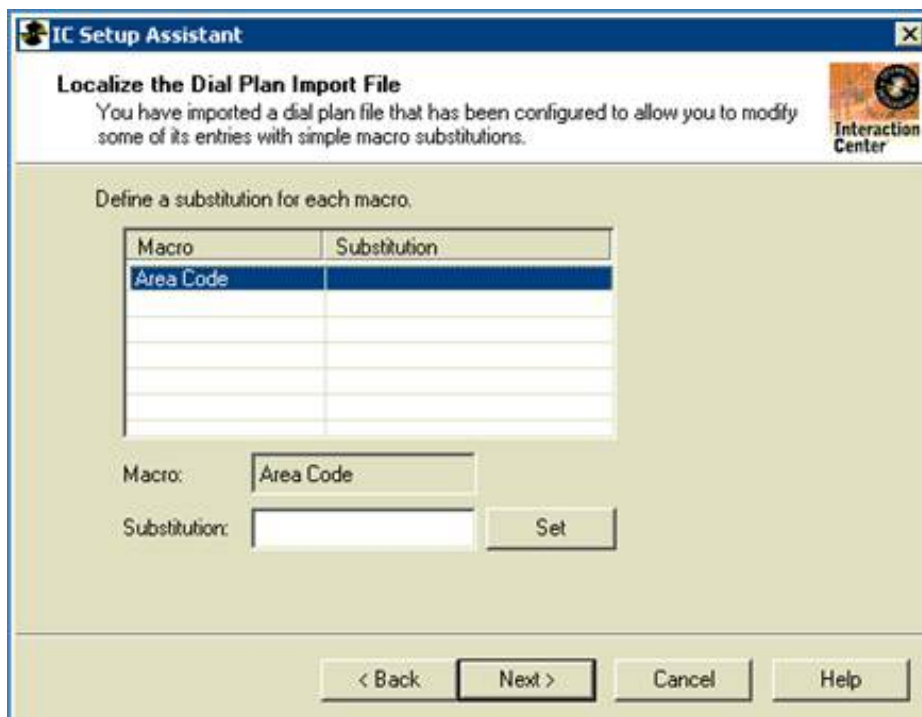 IC Setup Assistant
Localize the Dial Plan Import File
You have imported a dial plan file that has been configured to allow you to modify
some of its entries with simple macro substitutions.
Interaction
Center
Define a substitution for each macro.
Macro Substitution
Area Code
Macro: Area Code
Substitution: Set
< Back Next > Cancel Help